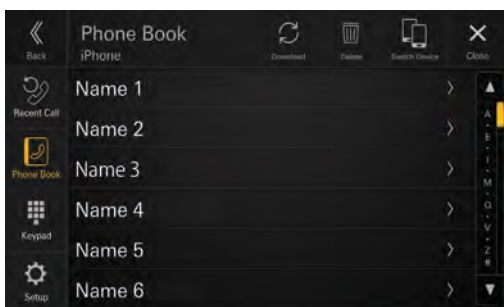 Back
Phone Book
iPhone
Download
Delete
Switch Device
Close
Recent Call
Phone Book
Keypad
Setup
Name 1
Name 2
Name 3
Name 4
Name 5
Name 6
A
E
I
M
Q
V
Z
#